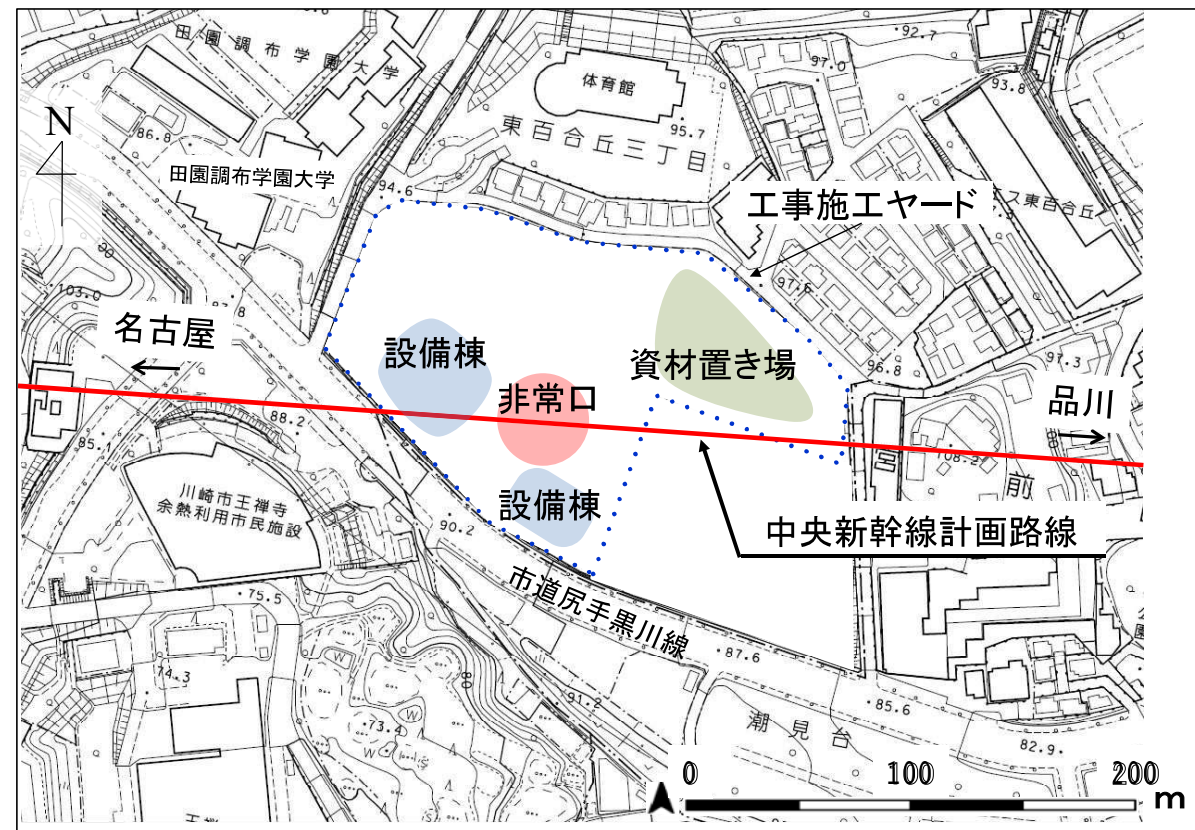 田園調布学園大学
92.7
97.0
体育館
93.8
N
86.8
95.7
東百合丘三丁目
田園調布学園大学
94.6
工事施工ヤード
ス東百合丘
97.6
103.0
名古屋
設備棟
資材置き場
97.3
96.8
非常口
品川
88.2
85.1
108.2
前
川崎市王禅寺
余熱利用市民施設
設備棟
90.2
中央新幹線計画路線
市道尻手黒川線
75.5
園
87.6
74.3
80
91.2
73.4
W
W
W
85.6
潮見台
82.9
0 100 200
m